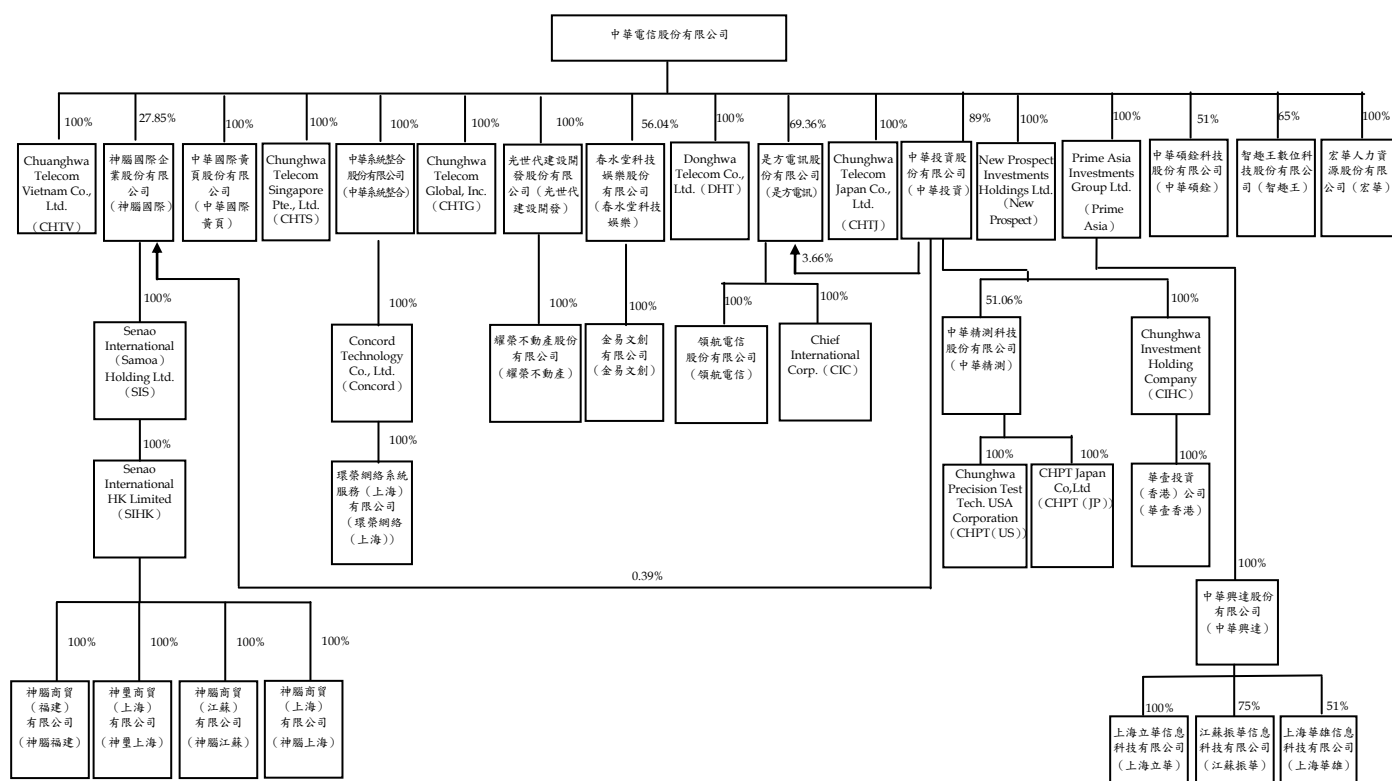 中華電信股份有限公司
100%
27.85%
100%
100%
100%
100%
100%
56.04%
100%
69.36%
100%
89%
100%
100%
51%
65%
100%
Chuanghwa
Telecom
Vietnam Co.,
Ltd.
(CHTV)
神腦國際企
業股份有限
公司
(神腦國際)
中華國際黃
頁股份有限
公司
(中華國際
黃頁)
Chunghwa
Telecom
Singapore
Pte., Ltd.
(CHTS)
中華系統整合
股份有限公司
(中華系統整合)
Chunghwa
Telecom
Global, Inc.
(CHTG)
光世代建設開
發股份有限公
司(光世代
建設開發)
春水堂科技
娛樂股份
有限公司
(春水堂科技
娛樂)
Donghwa
Telecom Co.,
Ltd.(DHT)
是方電訊股
份有限公司
(是方電訊)
Chunghwa
Telecom
Japan Co.,
Ltd.
(CHTJ)
中華投資股
份有限公司
(中華投資)
New Prospect
Investments
Holdings Ltd.
(New
Prospect)
Prime Asia
Investments
Group Ltd.
(Prime
Asia)
中華碩銓科技
股份有限公司
(中華碩銓)
智趣王數位科
技股份有限公
司(智趣王)
宏華人力資
源股份有限
公司(宏華)
3.66%
100%
100%
100%
100%
100%
100%
51.06%
100%
Senao
International
(Samoa)
Holding Ltd.
(SIS)
Concord
Technology
Co., Ltd.
(Concord)
耀榮不動產股份
有限公司
(耀榮不動產)
金易文創
有限公司
(金易文創)
領航電信
股份有限公司
(領航電信)
Chief
International
Corp.(CIC)
中華精測科技
股份有限公司
(中華精測)
Chunghwa
Investment
Holding
Company
(CIHC)
100%
100%
100%
100%
100%
Senao
International
HK Limited
(SIHK)
環榮網絡系統
服務(上海)
有限公司
(環榮網絡
(上海))
Chunghwa
Precision Test
Tech. USA
Corporation
(CHPT(US))
CHPT Japan
Co,Ltd
(CHPT(JP))
華壹投資
(香港)公司
(華壹香港)
0.39%
100%
中華興達股份
有限公司
(中華興達)
100%
100%
100%
100%
神腦商貿
(福建)
有限公司
(神腦福建)
神璽商貿
(上海)
有限公司
(神璽上海)
神腦商貿
(江蘇)
有限公司
(神腦江蘇)
神腦商貿
(上海)
有限公司
(神腦上海)
100%
75%
51%
上海立華信息
科技有限公司
(上海立華)
江蘇振華信息
科技有限公司
(江蘇振華)
上海華雄信息
科技有限公司
(上海華雄)